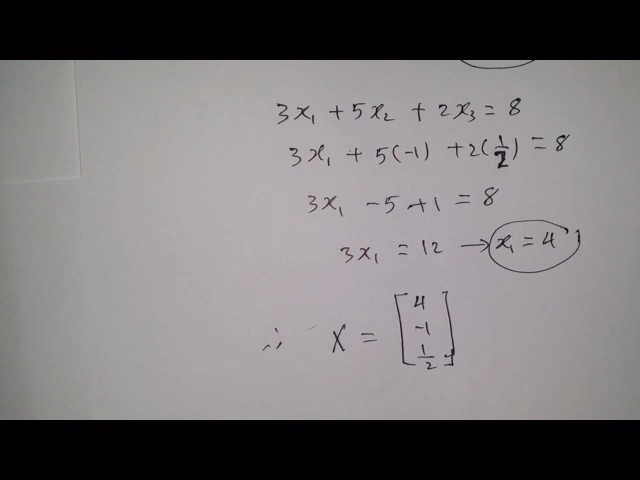 3x₁ + 5x₂ + 2x₃ = 8
3x₁ + 5(-1) + 2(1/2) = 8
3x₁ - 5 + 1 = 8
3x₁ = 12 → x₁ = 4
∴ X = [4
-1
1/2]